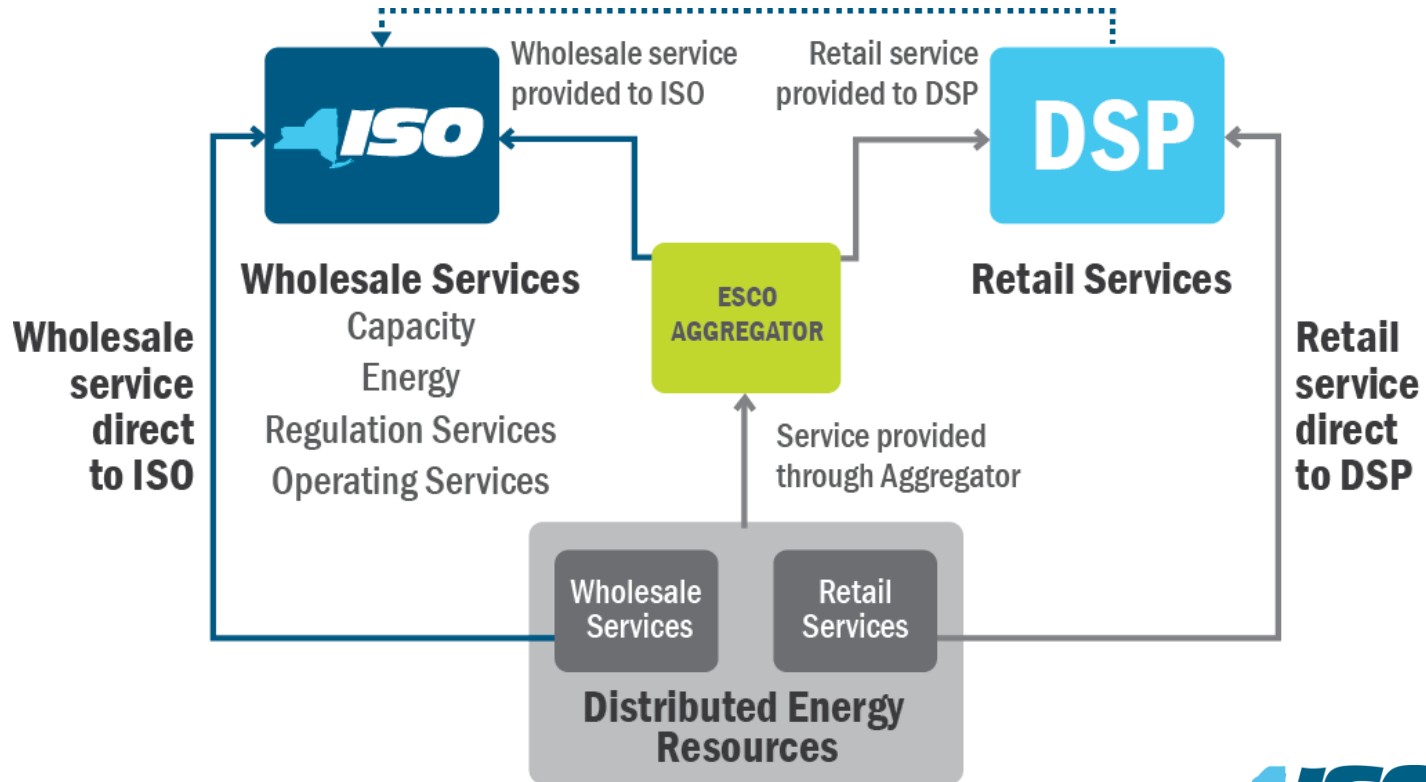 Wholesale service
provided to ISO
Retail service
provided to DSP
ISO
DSP
Wholesale Services
Capacity
Energy
Regulation Services
Operating Services
ESCO
AGGREGATOR
Retail Services
Wholesale
service
direct
to ISO
Retail
service
direct
to DSP
Service provided
through Aggregator
Wholesale
Services
Retail
Services
Distributed Energy
Resources